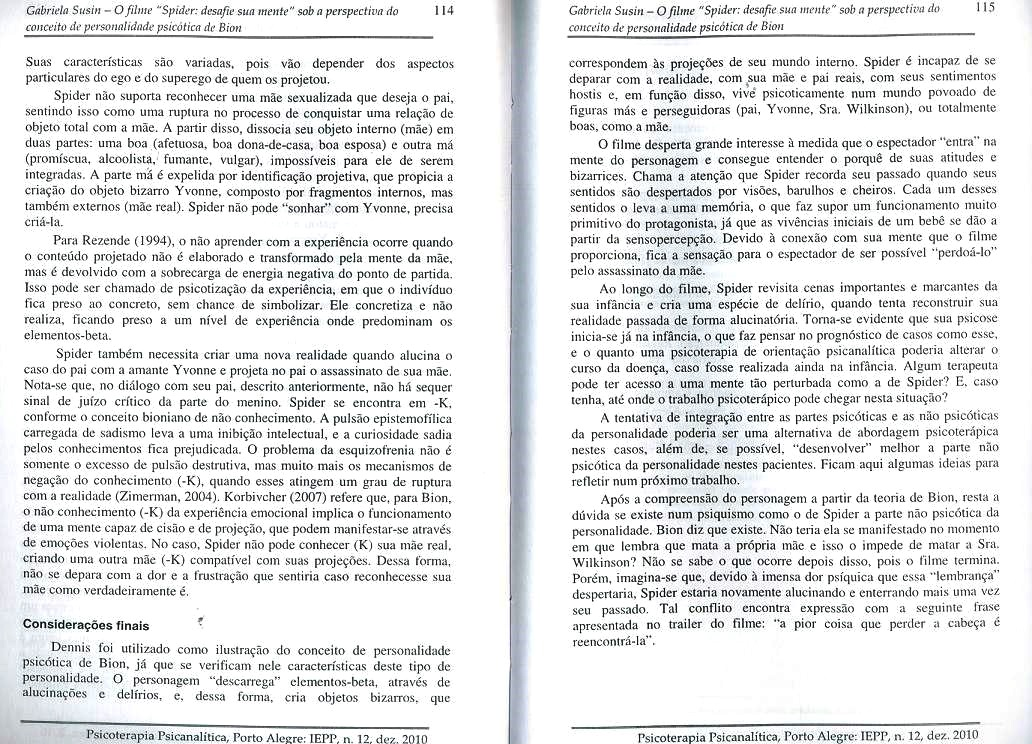 Gabriela Susin – O filme "Spider: desafie sua mente" sob a perspectiva do
conceito de personalidade psicótica de Bion
114
Suas características são variadas, pois vão depender dos aspectos
particulares do ego e do superego de quem os projetou.
Spider não suporta reconhecer uma mãe sexualizada que deseja o pai,
sentindo isso como uma ruptura no processo de conquistar uma relação de
objeto total com a mãe. A partir disso, dissocia seu objeto interno (mãe) em
duas partes: uma boa (afetuosa, boa dona-de-casa, boa esposa) e outra má
(promíscua, alcoolista, fumante, vulgar), impossíveis para ele de serem
integradas. A parte má é expelida por identificação projetiva, que propicia a
criação do objeto bizarro Yvonne, composto por fragmentos internos, mas
também externos (mãe real). Spider não pode "sonhar" com Yvonne, precisa
criá-la.
Para Rezende (1994), o não aprender com a experiência ocorre quando
o conteúdo projetado não é elaborado e transformado pela mente da mãe,
mas é devolvido com a sobrecarga de energia negativa do ponto de partida.
Isso pode ser chamado de psicotização da experiência, em que o indivíduo
fica preso ao concreto, sem chance de simbolizar. Ele concretiza e não
realiza, ficando preso a um nível de experiência onde predominam os
elementos-beta.
Spider também necessita criar uma nova realidade quando alucina o
caso do pai com a amante Yvonne e projeta no pai o assassinato de sua mãe.
Nota-se que, no diálogo com seu pai, descrito anteriormente, não há sequer
sinal de juízo crítico da parte do menino. Spider se encontra em -K,
conforme o conceito bioniano de não conhecimento. A pulsão epistemofílica
carregada de sadismo leva a uma inibição intelectual, e a curiosidade sadia
pelos conhecimentos fica prejudicada. O problema da esquizofrenia não é
somente o excesso de pulsão destrutiva, mas muito mais os mecanismos de
negação do conhecimento (-K), quando esses atingem um grau de ruptura
com a realidade (Zimerman, 2004). Korbivcher (2007) refere que, para Bion,
o não conhecimento (-K) da experiência emocional implica o funcionamento
de uma mente capaz de cisão e de projeção, que podem manifestar-se através
de emoções violentas. No caso, Spider não pode conhecer (K) sua mãe real,
criando uma outra mãe (-K) compatível com suas projeções. Dessa forma,
não se depara com a dor e a frustração que sentiria caso reconhecesse sua
mãe como verdadeiramente é.
Considerações finais
Dennis foi utilizado como ilustração do conceito de personalidade
psicótica de Bion, já que se verificam nele características deste tipo de
personalidade. O personagem "descarrega" elementos-beta, através de
alucinações e delírios, e, dessa forma, cria objetos bizarros, que
Psicoterapia Psicanalítica, Porto Alegre: IEPP, n. 12, dez. 2010
Gabriela Susin – O filme "Spider: desafie sua mente" sob a perspectiva do
conceito de personalidade psicótica de Bion
115
correspondem às projeções de seu mundo interno. Spider é incapaz de se
deparar com a realidade, com sua mãe e pai reais, com seus sentimentos
hostis e, em função disso, vive psicoticamente num mundo povoado de
figuras más e perseguidoras (pai, Yvonne, Sra. Wilkinson), ou totalmente
boas, como a mãe.
O filme desperta grande interesse à medida que o espectador "entra" na
mente do personagem e consegue entender o porquê de suas atitudes e
bizarrices. Chama a atenção que Spider recorda seu passado quando seus
sentidos são despertados por visões, barulhos e cheiros. Cada um desses
sentidos o leva a uma memória, o que faz supor um funcionamento muito
primitivo do protagonista, já que as vivências iniciais de um bebê se dão a
partir da sensopercepção. Devido à conexão com sua mente que o filme
proporciona, fica a sensação para o espectador de ser possível "perdoá-lo"
pelo assassinato da mãe.
Ao longo do filme, Spider revisita cenas importantes e marcantes da
sua infância e cria uma espécie de delírio, quando tenta reconstruir sua
realidade passada de forma alucinatória. Torna-se evidente que sua psicose
inicia-se já na infância, o que faz pensar no prognóstico de casos como esse,
e o quanto uma psicoterapia de orientação psicanalítica poderia alterar o
curso da doença, caso fosse realizada ainda na infância. Algum terapeuta
pode ter acesso a uma mente tão perturbada como a de Spider? E, caso
tenha, até onde o trabalho psicoterápico pode chegar nesta situação?
A tentativa de integração entre as partes psicóticas e as não psicóticas
da personalidade poderia ser uma alternativa de abordagem psicoterápica
nestes casos, além de, se possível, "desenvolver" melhor a parte não
psicótica da personalidade nestes pacientes. Ficam aqui algumas ideias para
refletir num próximo trabalho.
Após a compreensão do personagem a partir da teoria de Bion, resta a
dúvida se existe num psiquismo como o de Spider a parte não psicótica da
personalidade. Bion diz que existe. Não teria ela se manifestado no momento
em que lembra que mata a própria mãe e isso o impede de matar a Sra.
Wilkinson? Não se sabe o que ocorre depois disso, pois o filme termina.
Porém, imagina-se que, devido à imensa dor psíquica que essa "lembrança"
despertaria, Spider estaria novamente alucinando e enterrando mais uma vez
seu passado. Tal conflito encontra expressão com a seguinte frase
apresentada no trailer do filme: "a pior coisa que perder a cabeça é
reencontrá-la".
Psicoterapia Psicanalítica, Porto Alegre: IEPP, n. 12, dez. 2010